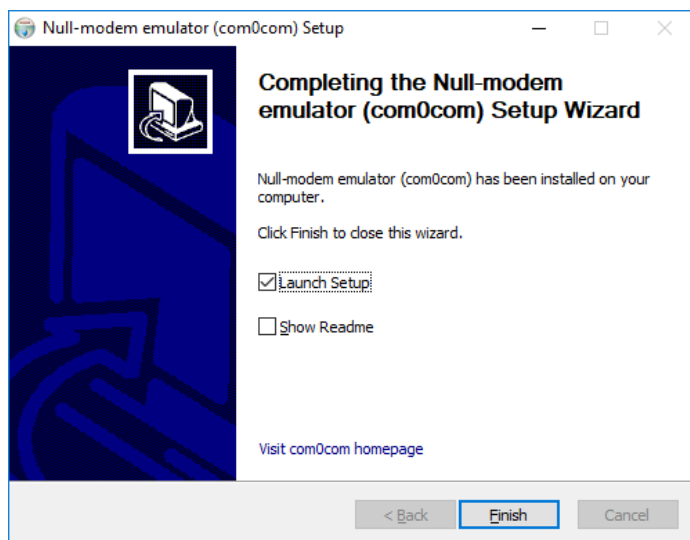 Null-modem emulator (com0com) Setup
Completing the Null-modem
emulator (com0com) Setup Wizard
Null-modem emulator (com0com) has been installed on your
computer.
Click Finish to close this wizard.
Launch Setup
Show Readme
Visit com0com homepage
< Back Finish Cancel